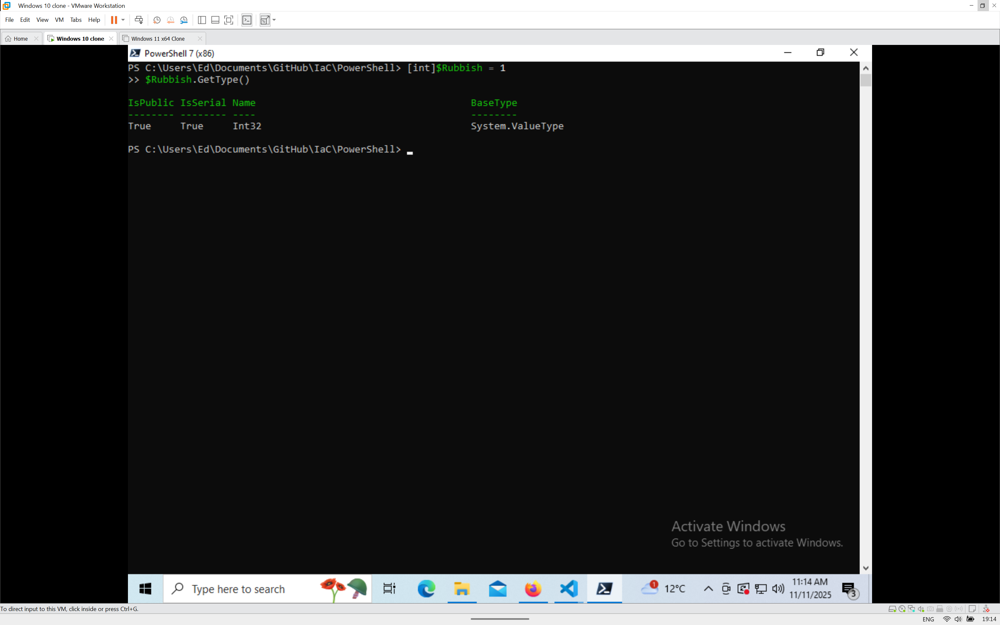 Windows 10 clone - VMware Workstation
File Edit View VM Tabs Help
Home Windows 10 clone Windows 11 x64 Clone
PowerShell 7 (x86)
PS C:\Users\Ed\Documents\GitHub\IaC\PowerShell> [int]$Rubbish = 1
>> $Rubbish.GetType()
IsPublic IsSerial Name BaseType
-------- -------- ---- --------
True True Int32 System.ValueType
PS C:\Users\Ed\Documents\GitHub\IaC\PowerShell>
Activate Windows
Go to Settings to activate Windows.
Type here to search 1 12°C 11:14 AM
11/11/2025 3
To direct input to this VM, click inside or press Ctrl+G.
ENG 19:14